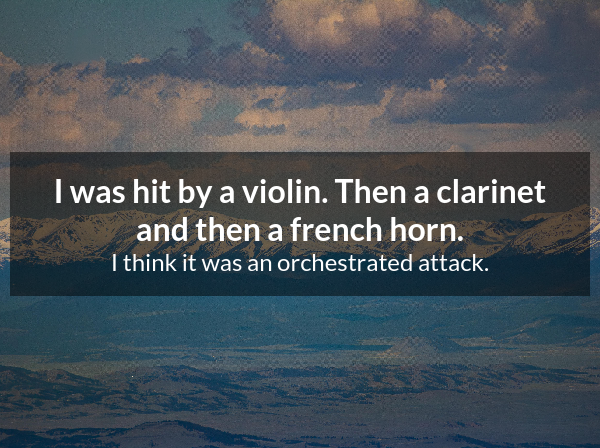 I was hit by a violin. Then a clarinet
and then a french horn.
I think it was an orchestrated attack.